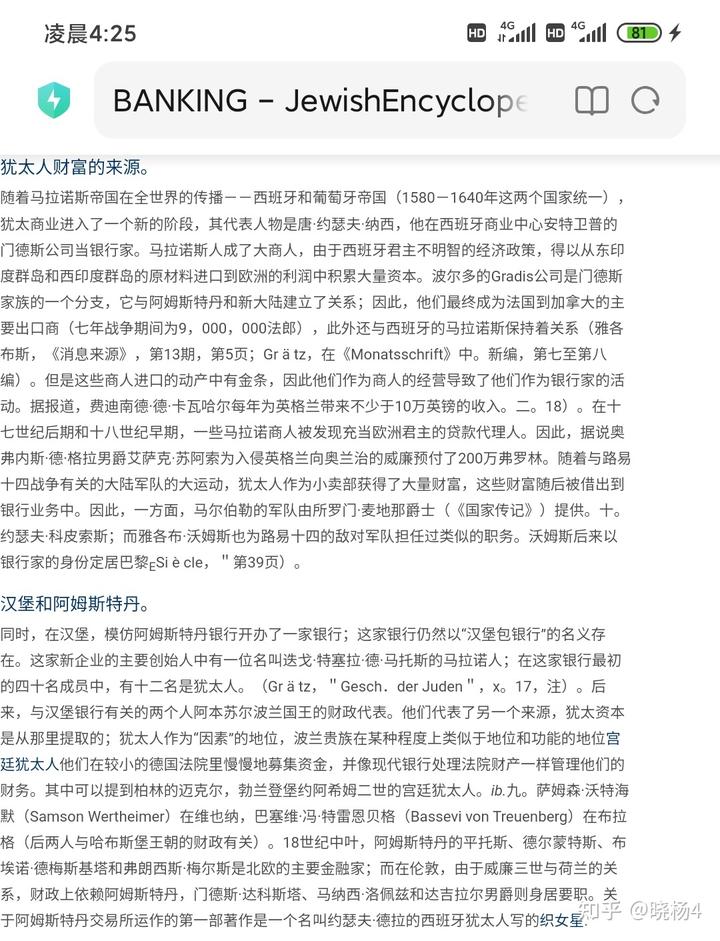 凌晨4:25
HD 4G HD 4G 81
BANKING – JewishEncyclope
犹太人财富的来源。
随着马拉诺斯帝国在全世界的传播－－西班牙和葡萄牙帝国（1580－1640年这两个国家统一），
犹太商业进入了一个新的阶段，其代表人物是唐·约瑟夫·纳西，他在西班牙商业中心安特卫普的
门德斯公司当银行家。马拉诺斯人成了大商人，由于西班牙君主不明智的经济政策，得以从东印
度群岛和西印度群岛的原材料进口到欧洲的利润中积累大量资本。波尔多的Gradis公司是门德斯
家族的一个分支，它与阿姆斯特丹和新大陆建立了关系；因此，他们最终成为法国到加拿大的主
要出口商（七年战争期间为9，000，000法郎），此外还与西班牙的马拉诺斯保持着关系（雅各
布斯，《消息来源》，第13期，第5页；Gr ä tz，在《Monatsschrift》中。新编，第七至第八
编）。但是这些商人进口的动产中有金条，因此他们作为商人的经营导致了他们作为银行家的活
动。据报道，费迪南德·德·卡瓦哈尔每年为英格兰带来不少于10万英镑的收入。二。18）。在十
七世纪后期和十八世纪早期，一些马拉诺商人被发现充当欧洲君主的贷款代理人。因此，据说奥
弗内斯·德·格拉男爵艾萨克·苏阿索为入侵英格兰向奥兰治的威廉预付了200万弗罗林。随着与路易
十四战争有关的大陆军队的大运动，犹太人作为小卖部获得了大量财富，这些财富随后被借出到
银行业务中。因此，一方面，马尔伯勒的军队由所罗门·麦地那爵士（《国家传记》）提供。十。
约瑟夫·科皮索斯；而雅各布·沃姆斯也为路易十四的敌对军队担任过类似的职务。沃姆斯后来以
银行家的身份定居巴黎ESi è cle，＂第39页）。
汉堡和阿姆斯特丹。
同时，在汉堡，模仿阿姆斯特丹银行开办了一家银行；这家银行仍然以“汉堡包银行”的名义存
在。这家新企业的主要创始人中有一位名叫迭戈·特塞拉·德·马托斯的马拉诺人；在这家银行最初
的四十名成员中，有十二名是犹太人。（Gr ä tz，＂Gesch．der Juden＂，x。17，注）。后
来，与汉堡银行有关的两个人阿本苏尔波兰国王的财政代表。他们代表了另一个来源，犹太资本
是从那里提取的；犹太人作为“因素”的地位，波兰贵族在某种程度上类似于地位和功能的地位宫
廷犹太人他们在较小的德国法院里慢慢地募集资金，并像现代银行处理法院财产一样管理他们的
财务。其中可以提到柏林的迈克尔，勃兰登堡约阿希姆二世的宫廷犹太人。ib.九。萨姆森·沃特海
默（Samson Wertheimer）在维也纳，巴塞维·冯·特雷恩贝格（Bassevi von Treuenberg）在布拉
格（后两人与哈布斯堡王朝的财政有关）。18世纪中叶，阿姆斯特丹的平托斯、德尔蒙特斯、布
埃诺·德梅斯基塔和弗朗西斯·梅尔斯是北欧的主要金融家；而在伦敦，由于威廉三世与荷兰的关
系，财政上依赖阿姆斯特丹，门德斯·达科斯塔、马纳西·洛佩兹和达吉拉尔男爵则身居要职。关
于阿姆斯特丹交易所运作的第一部著作是一个名叫约瑟夫·德拉的西班牙犹太人写的织女星.
知乎 @晓杨4